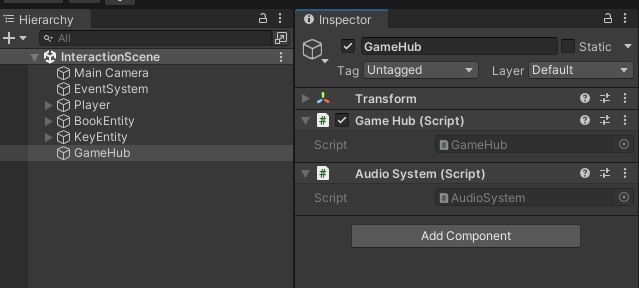 Hierarchy
All
InteractionScene
Main Camera
EventSystem
Player
BookEntity
KeyEntity
GameHub
Inspector
GameHub
Static
Tag Untagged Layer Default
Transform
Game Hub (Script)
Script GameHub
Audio System (Script)
Script AudioSystem
Add Component